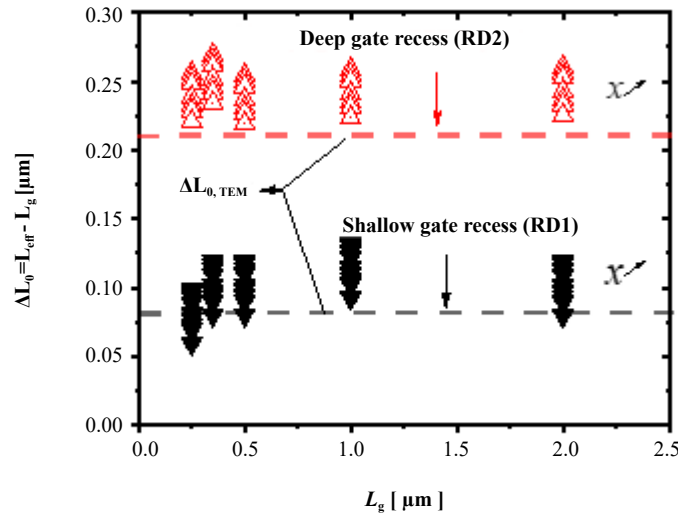 0.30
Deep gate recess (RD2)
0.25
x
0.20
ΔL0, TEM
0.15
Shallow gate recess (RD1)
x
0.10
0.05
0.00
0.0 0.5 1.0 1.5 2.0 2.5
ΔL0=Leff- Lg [μm]
Lg [ μm ]